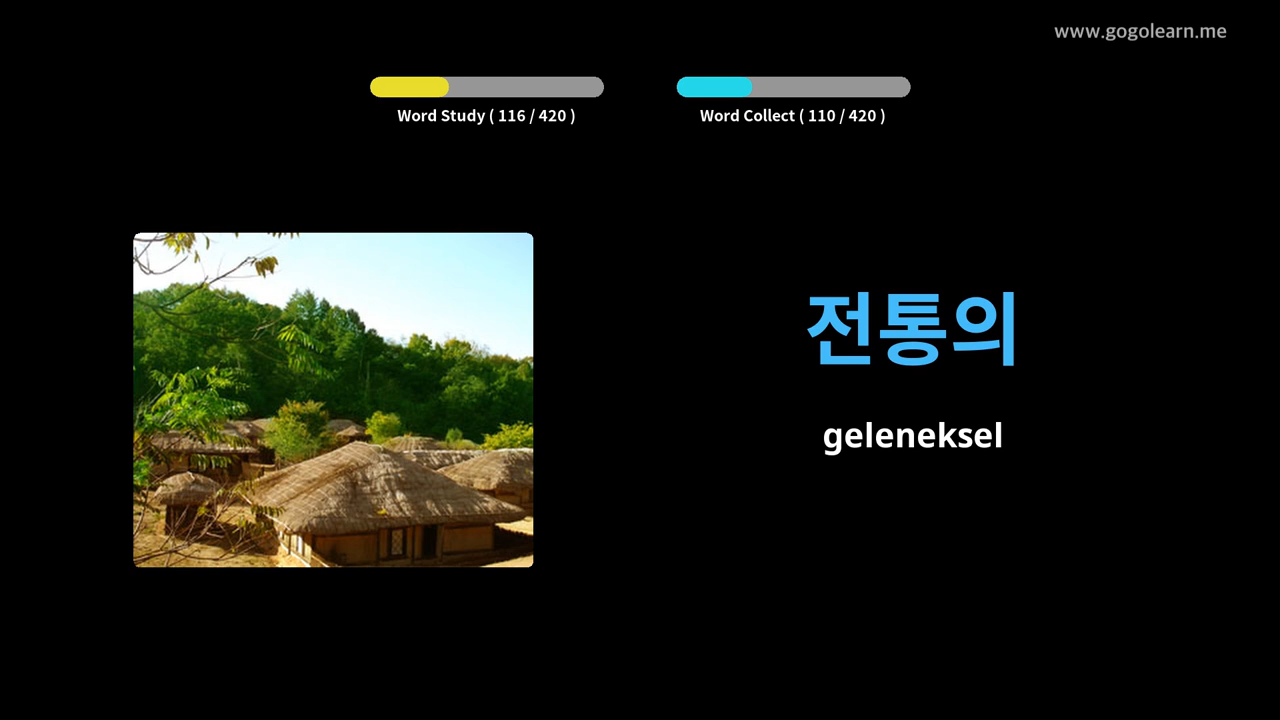 www.gogolearn.me
Word Study ( 116 / 420 )
Word Collect ( 110 / 420 )
전통의
geleneksel